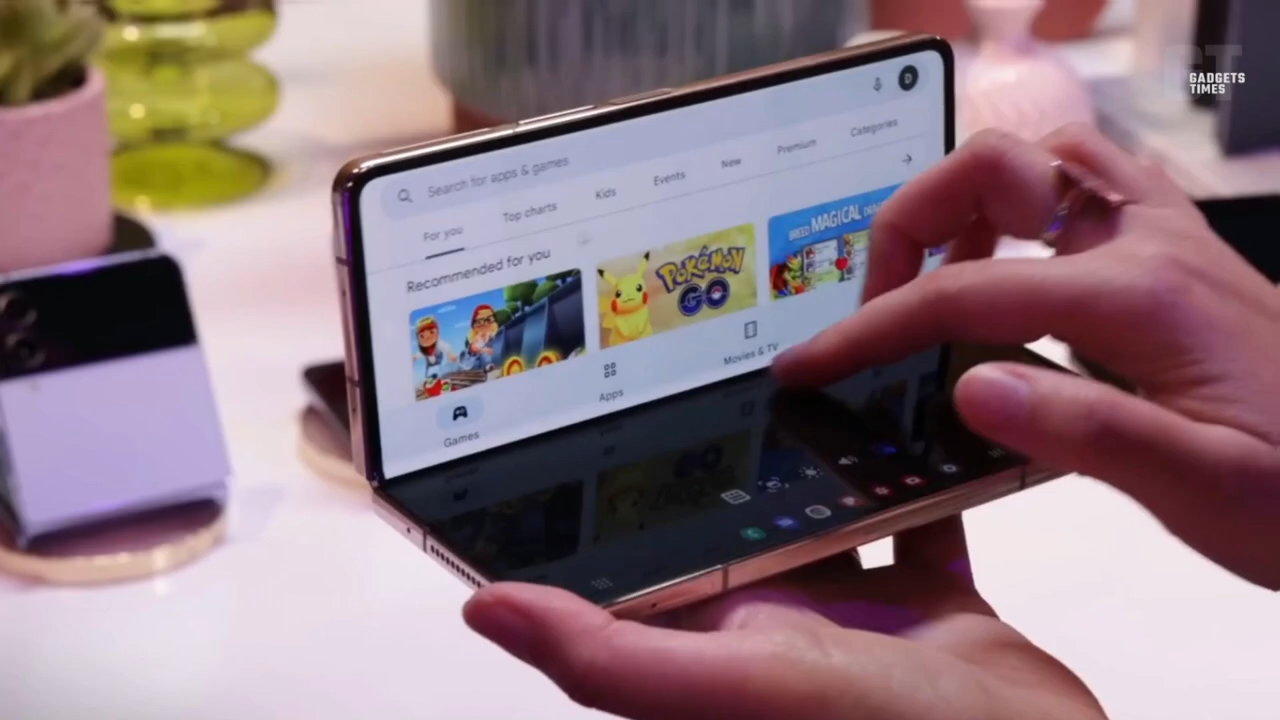 GADGETS
TIMES
D
Search for apps & games
For you
Top charts
Kids
Events
New
Premium
Categories
Recommended for you
POKÉMON
GO
BREED MAGICAL
Games
Apps
Movies & TV